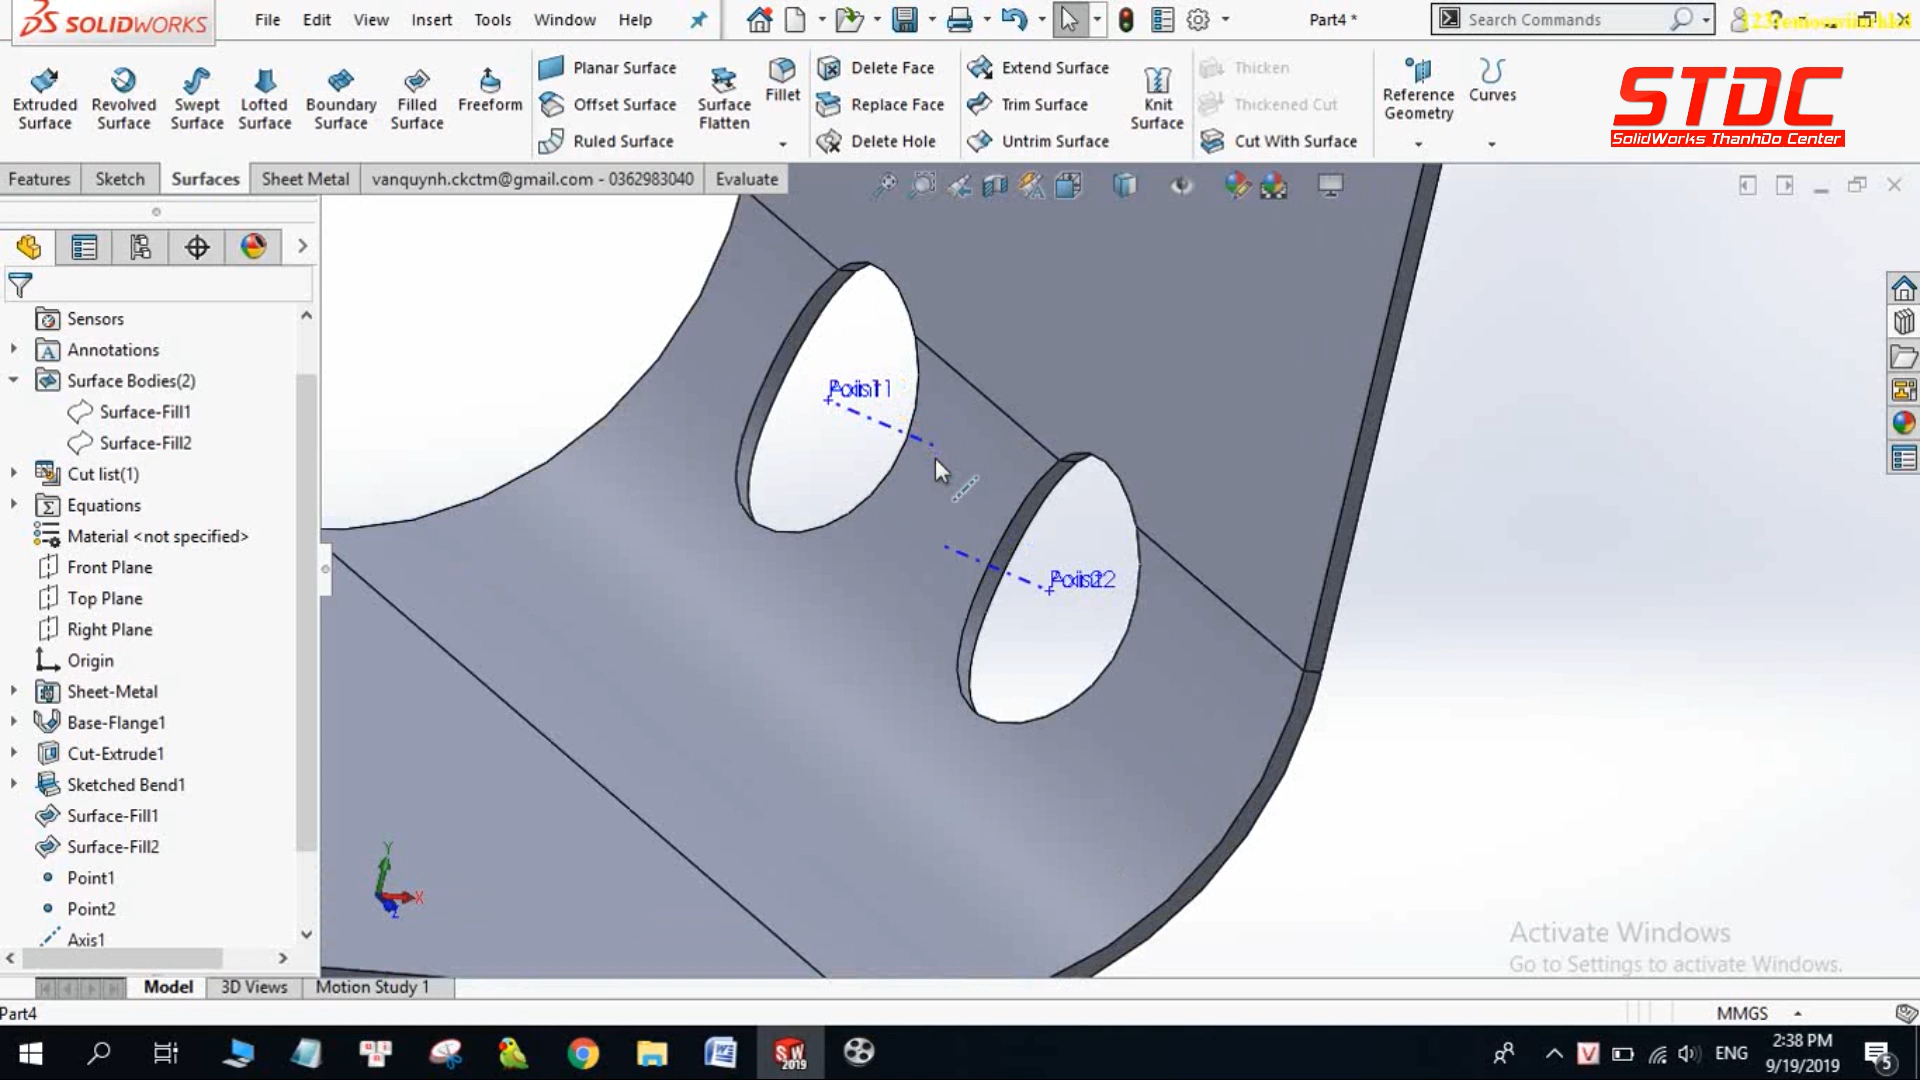 SOLIDWORKS
File Edit View Insert Tools Window Help
Part4 *
Search Commands
Extruded Surface
Revolved Surface
Swept Surface
Lofted Surface
Boundary Surface
Filled Surface
Freeform
Planar Surface
Offset Surface
Ruled Surface
Surface Flatten
Fillet
Delete Face
Replace Face
Delete Hole
Extend Surface
Trim Surface
Untrim Surface
Knit Surface
Thicken
Thickened Cut
Cut With Surface
Reference Geometry
Curves
STDC
SolidWorks ThanhDo Center
Features Sketch Surfaces Sheet Metal vanquynh.ckctm@gmail.com - 0362983040 Evaluate
Sensors
Annotations
Surface Bodies(2)
Surface-Fill1
Surface-Fill2
Cut list(1)
Equations
Material <not specified>
Front Plane
Top Plane
Right Plane
Origin
Sheet-Metal
Base-Flange1
Cut-Extrude1
Sketched Bend1
Surface-Fill1
Surface-Fill2
Point1
Point2
Axis1
Y
X
Z
Activate Windows
Go to Settings to activate Windows.
Model 3D Views Motion Study 1
Part4
MMGS
SW
2019
V
ENG
2:38 PM
9/19/2019
5